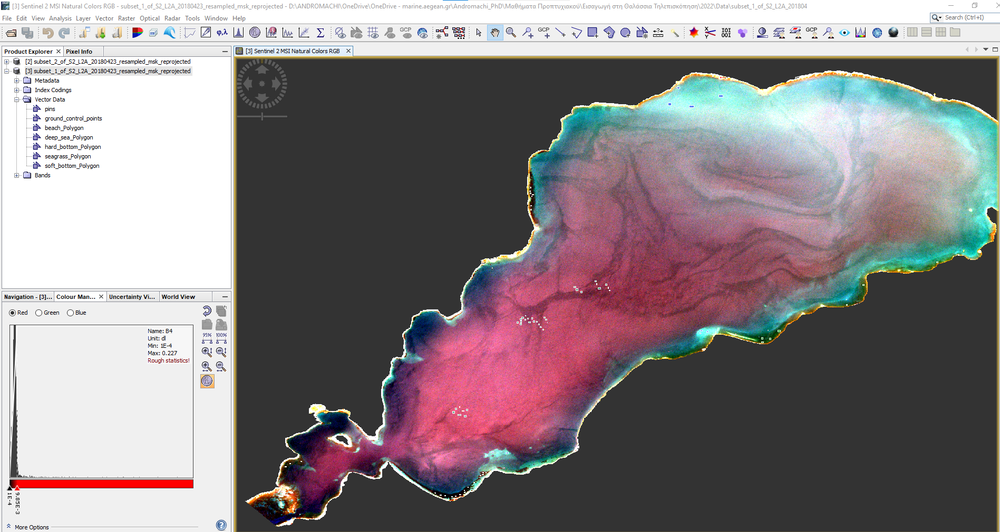 [3] Sentinel 2 MSI Natural Colors RGB - subset_1_of_S2_L2A_20180423_resampled_msk_reprojected - D:\ANDROMACHI\OneDrive\OneDrive - marine.aegean.gr\Andromachi_PhD\Μαθήματα Προπτυχιακού\Εισαγωγή στη Θαλάσσια Τηλεπισκόπηση\2022\Data\subset_1_of_S2_L2A_201804
File Edit View Analysis Layer Vector Raster Optical Radar Tools Window Help
Search (Ctrl+I)
φ,λ Σ GCP GCP GCP
Product Explorer Pixel Info
[3] Sentinel 2 MSI Natural Colors RGB
[2] subset_2_of_S2_L2A_20180423_resampled_msk_reprojected
[3] subset_1_of_S2_L2A_20180423_resampled_msk_reprojected
Metadata
Index Codings
Vector Data
pins
ground_control_points
beach_Polygon
deep_sea_Polygon
hard_bottom_Polygon
seagrass_Polygon
soft_bottom_Polygon
Bands
Navigation - [3]... Colour Man... Uncertainty Vi... World View
Red Green Blue
Name: B4
Unit: dl
Min: 1E-4
Max: 0.227
Rough statistics!
95% 100%
1E-4
9.85E-3
More Options